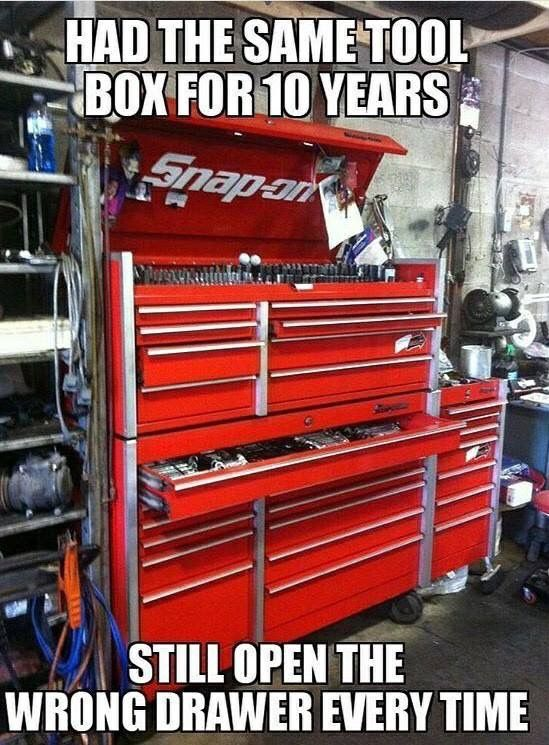 HAD THE SAME TOOL
BOX FOR 10 YEARS
Snap-on
STILL OPEN THE
WRONG DRAWER EVERY TIME